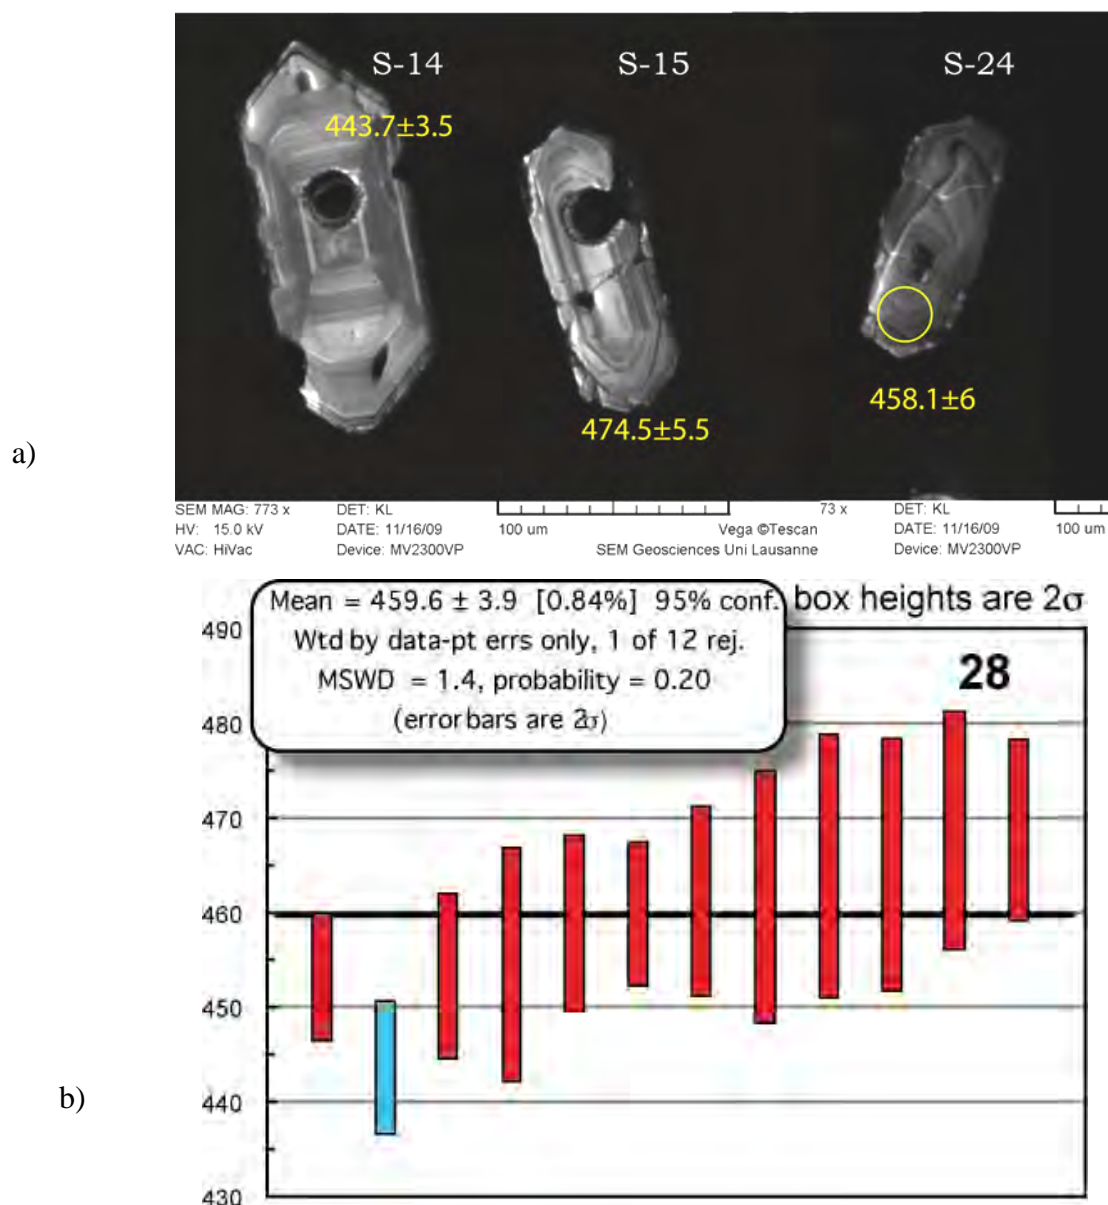 S-14 S-15 S-24
443.7±3.5
474.5±5.5
458.1±6
a)
SEM MAG: 773 x DET: KL 73 x DET: KL
HV: 15.0 kV DATE: 11/16/09 100 um Vega ©Tescan DATE: 11/16/09 100 um
VAC: HiVac Device: MV2300VP SEM Geosciences Uni Lausanne Device: MV2300VP
Mean = 459.6 ± 3.9 [0.84%] 95% conf. box heights are 2σ
Wtd by data-pt errs only, 1 of 12 rej.
MSWD = 1.4, probability = 0.20
(error bars are 2σ)
28
490
480
470
460
450
440
430
b)